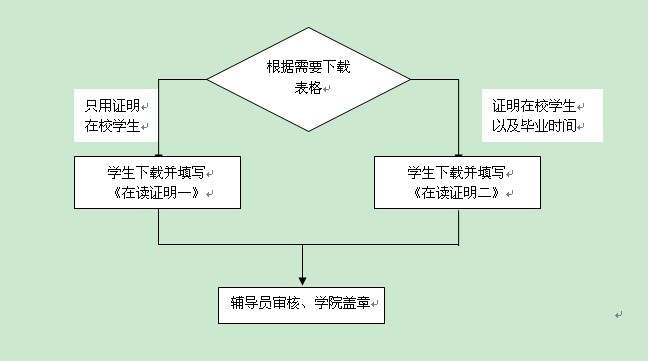 根据需要下载
表格
只用证明
在校学生
证明在校学生
以及毕业时间
学生下载并填写
《在读证明一》
学生下载并填写
《在读证明二》
辅导员审核、学院盖章